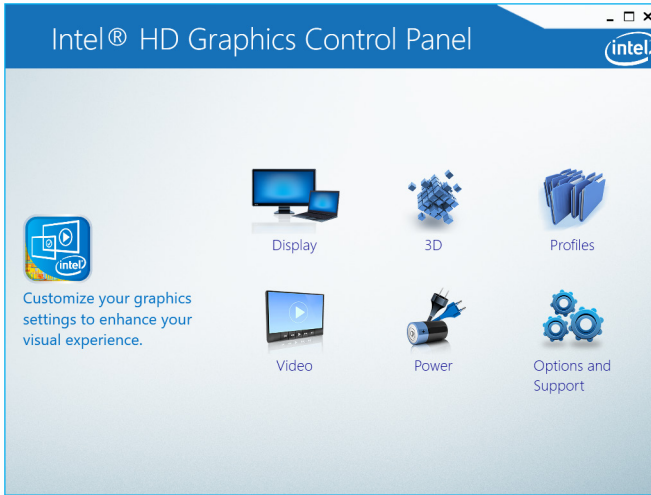 Intel® HD Graphics Control Panel
intel
Display
3D
Profiles
intel
Customize your graphics
settings to enhance your
visual experience.
Video
Power
Options and
Support